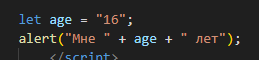 let age = "16";
alert("Мне " + age + " лет");
</script>